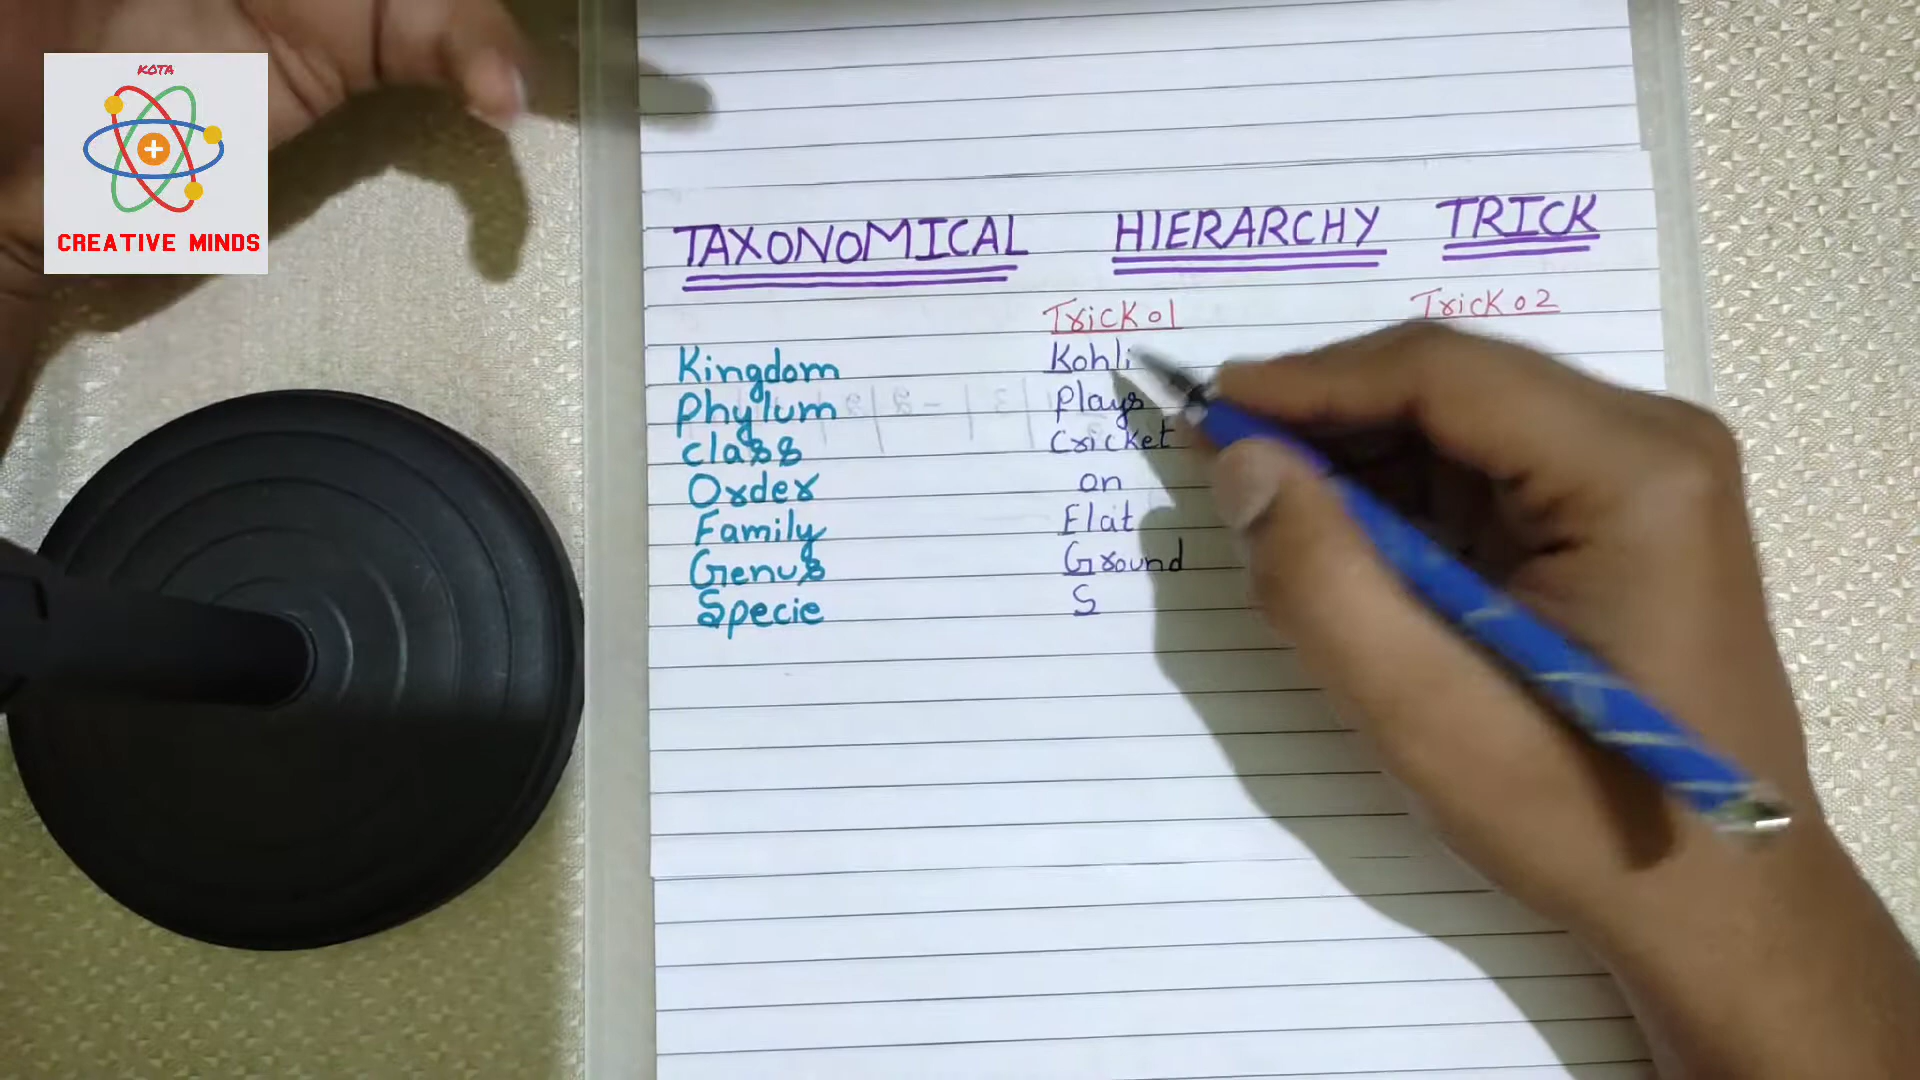 KOTA
CREATIVE MINDS
TAXONOMICAL HIERARCHY TRICK
Trick 01 Trick 02
Kingdom Kohli
Phylum Plays
Class Cricket
Order on
Family Flat
Genus Ground
Specie S